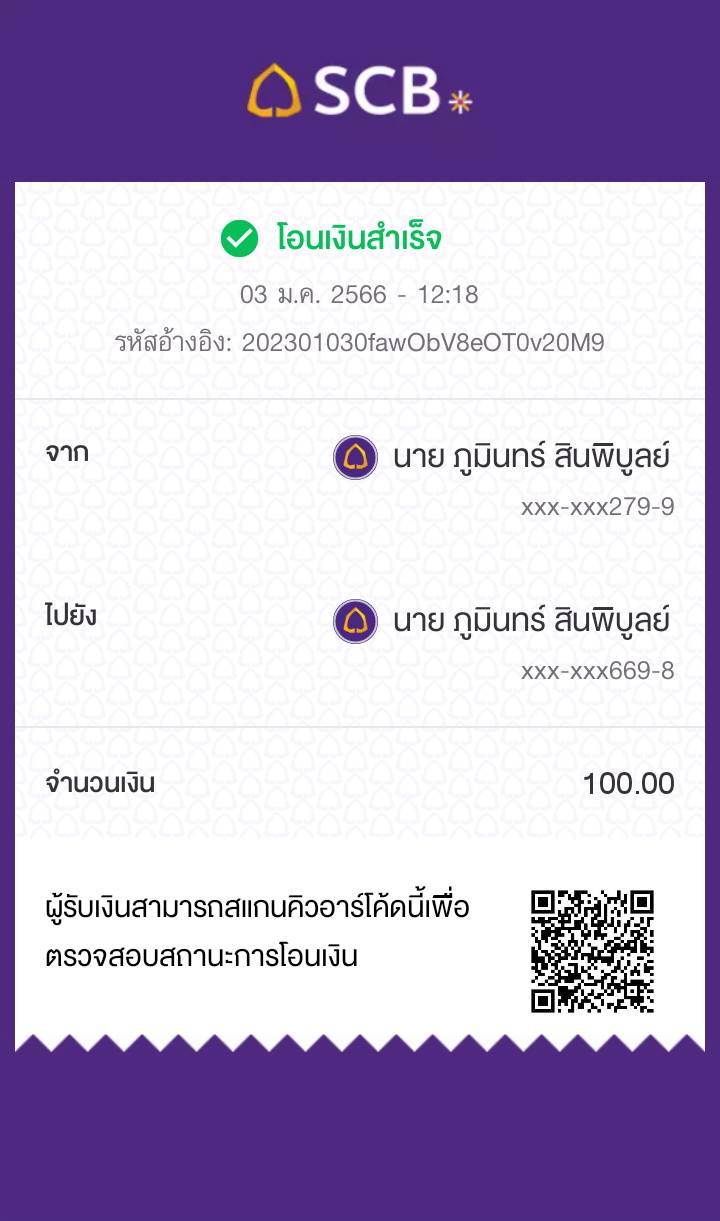 SCB
โอนเงินสำเร็จ
03 ม.ค. 2566 - 12:18
รหัสอ้างอิง: 202301030fawObV8eOT0v20M9
จาก
นาย ภูมินทร์ สินพิบูลย์
xxx-xxx279-9
ไปยัง
นาย ภูมินทร์ สินพิบูลย์
xxx-xxx669-8
จำนวนเงิน 100.00
ผู้รับเงินสามารถสแกนคิวอาร์โค้ดนี้เพื่อ
ตรวจสอบสถานะการโอนเงิน